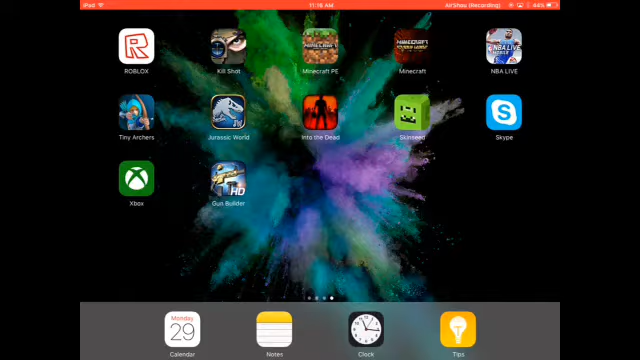 iPad 11:16 AM AirShou (Recording) 44%
ROBLOX Kill Shot Minecraft PE Minecraft NBA LIVE
Tiny Archers Jurassic World Into the Dead Skinseed Skype
Xbox Gun Builder
Monday
29
Calendar Notes Clock Tips